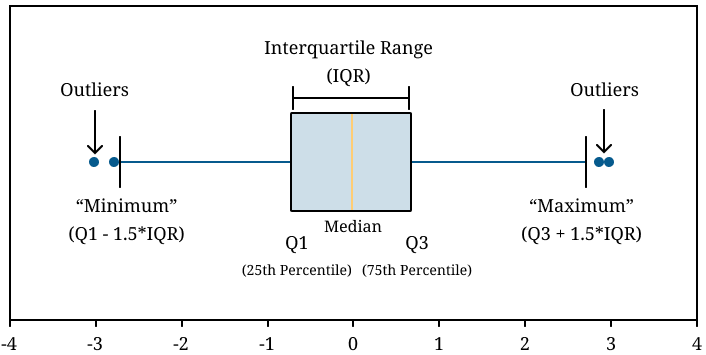 Interquartile Range
(IQR)
Outliers
Outliers
“Minimum”
(Q1 - 1.5*IQR)
“Maximum”
(Q3 + 1.5*IQR)
Median
Q1
Q3
(25th Percentile)
(75th Percentile)
-4 -3 -2 -1 0 1 2 3 4